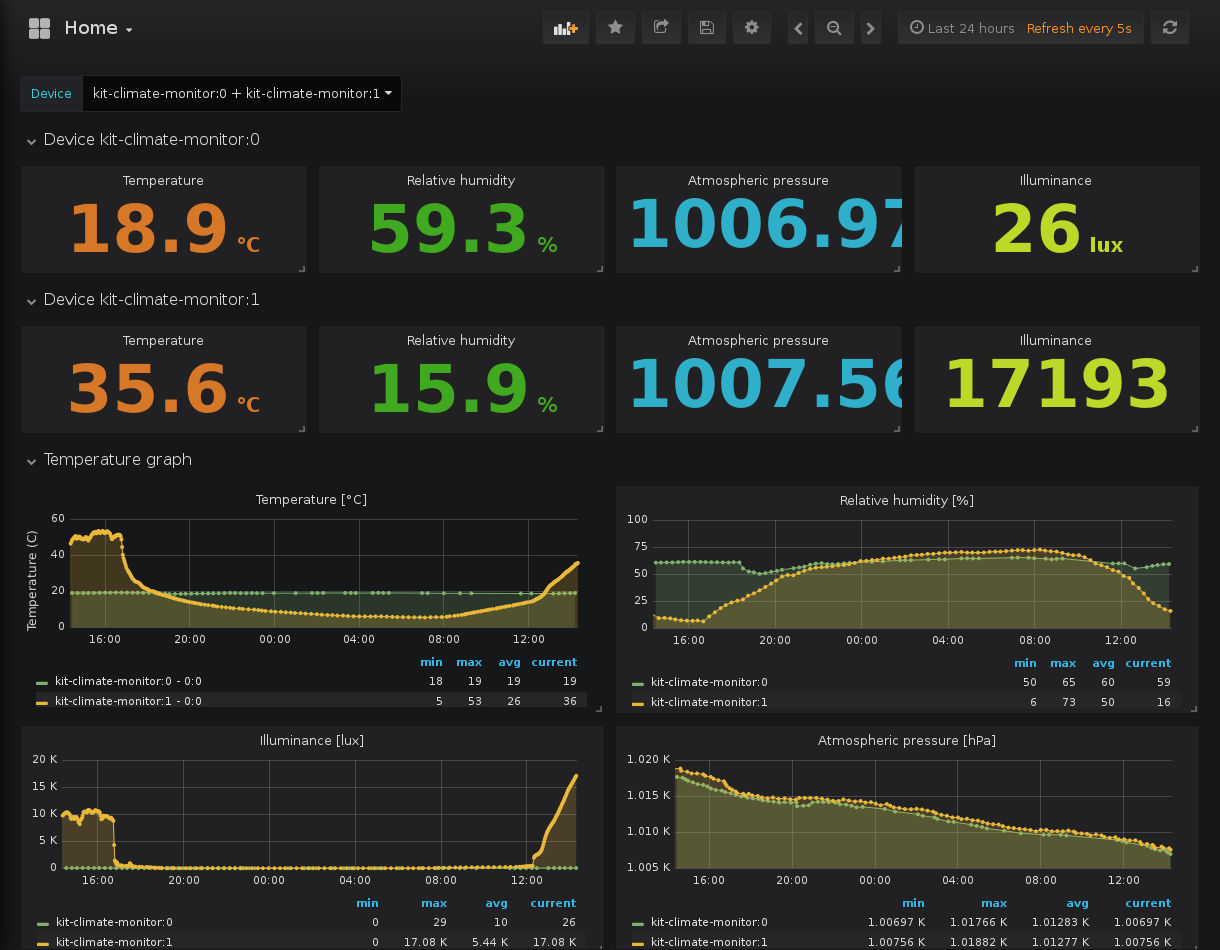 Home
Last 24 hours Refresh every 5s
Device kit-climate-monitor:0 + kit-climate-monitor:1
Device kit-climate-monitor:0
Temperature Relative humidity Atmospheric pressure Illuminance
18.9 °C 59.3 % 1006.97 26 lux
Device kit-climate-monitor:1
Temperature Relative humidity Atmospheric pressure Illuminance
35.6 °C 15.9 % 1007.56 17193
Temperature graph
Temperature [°C]
Temperature (C)
60
40
20
0
16:00 20:00 00:00 04:00 08:00 12:00
min max avg current
kit-climate-monitor:0 - 0:0 18 19 19 19
kit-climate-monitor:1 - 0:0 5 53 26 36
Relative humidity [%]
100
75
50
25
0
16:00 20:00 00:00 04:00 08:00 12:00
min max avg current
kit-climate-monitor:0 50 65 60 59
kit-climate-monitor:1 6 73 50 16
Illuminance [lux]
20 K
15 K
10 K
5 K
0
16:00 20:00 00:00 04:00 08:00 12:00
min max avg current
kit-climate-monitor:0 0 29 10 26
kit-climate-monitor:1 0 17.08 K 5.44 K 17.08 K
Atmospheric pressure [hPa]
1.020 K
1.015 K
1.010 K
1.005 K
16:00 20:00 00:00 04:00 08:00 12:00
min max avg current
kit-climate-monitor:0 1.00697 K 1.01766 K 1.01283 K 1.00697 K
kit-climate-monitor:1 1.00756 K 1.01882 K 1.01277 K 1.00756 K